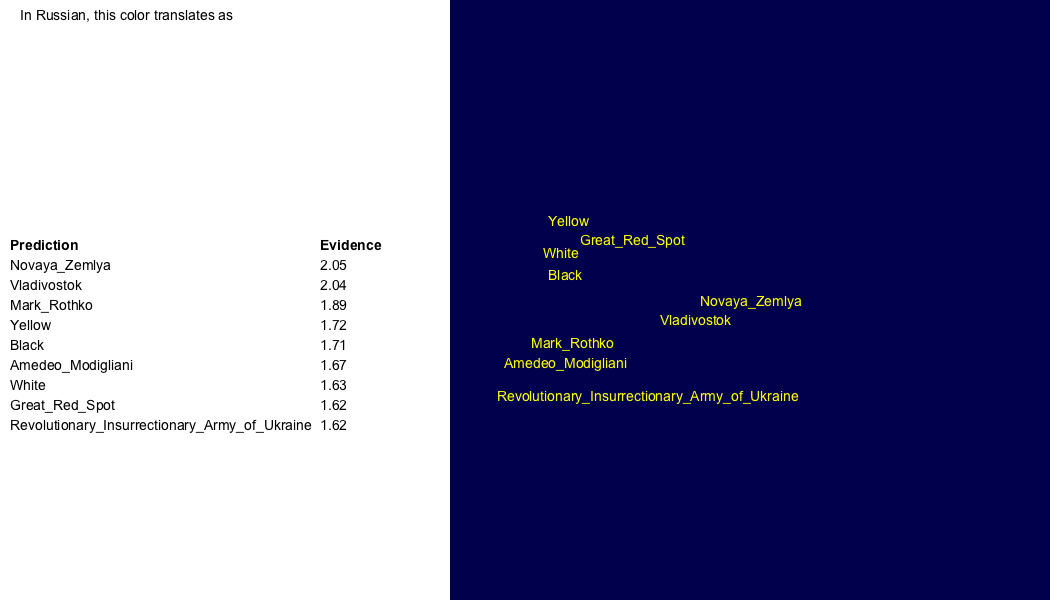 In Russian, this color translates as
Prediction Evidence
Novaya_Zemlya 2.05
Vladivostok 2.04
Mark_Rothko 1.89
Yellow 1.72
Black 1.71
Amedeo_Modigliani 1.67
White 1.63
Great_Red_Spot 1.62
Revolutionary_Insurrectionary_Army_of_Ukraine 1.62
Yellow
Great_Red_Spot
White
Black
Novaya_Zemlya
Vladivostok
Mark_Rothko
Amedeo_Modigliani
Revolutionary_Insurrectionary_Army_of_Ukraine